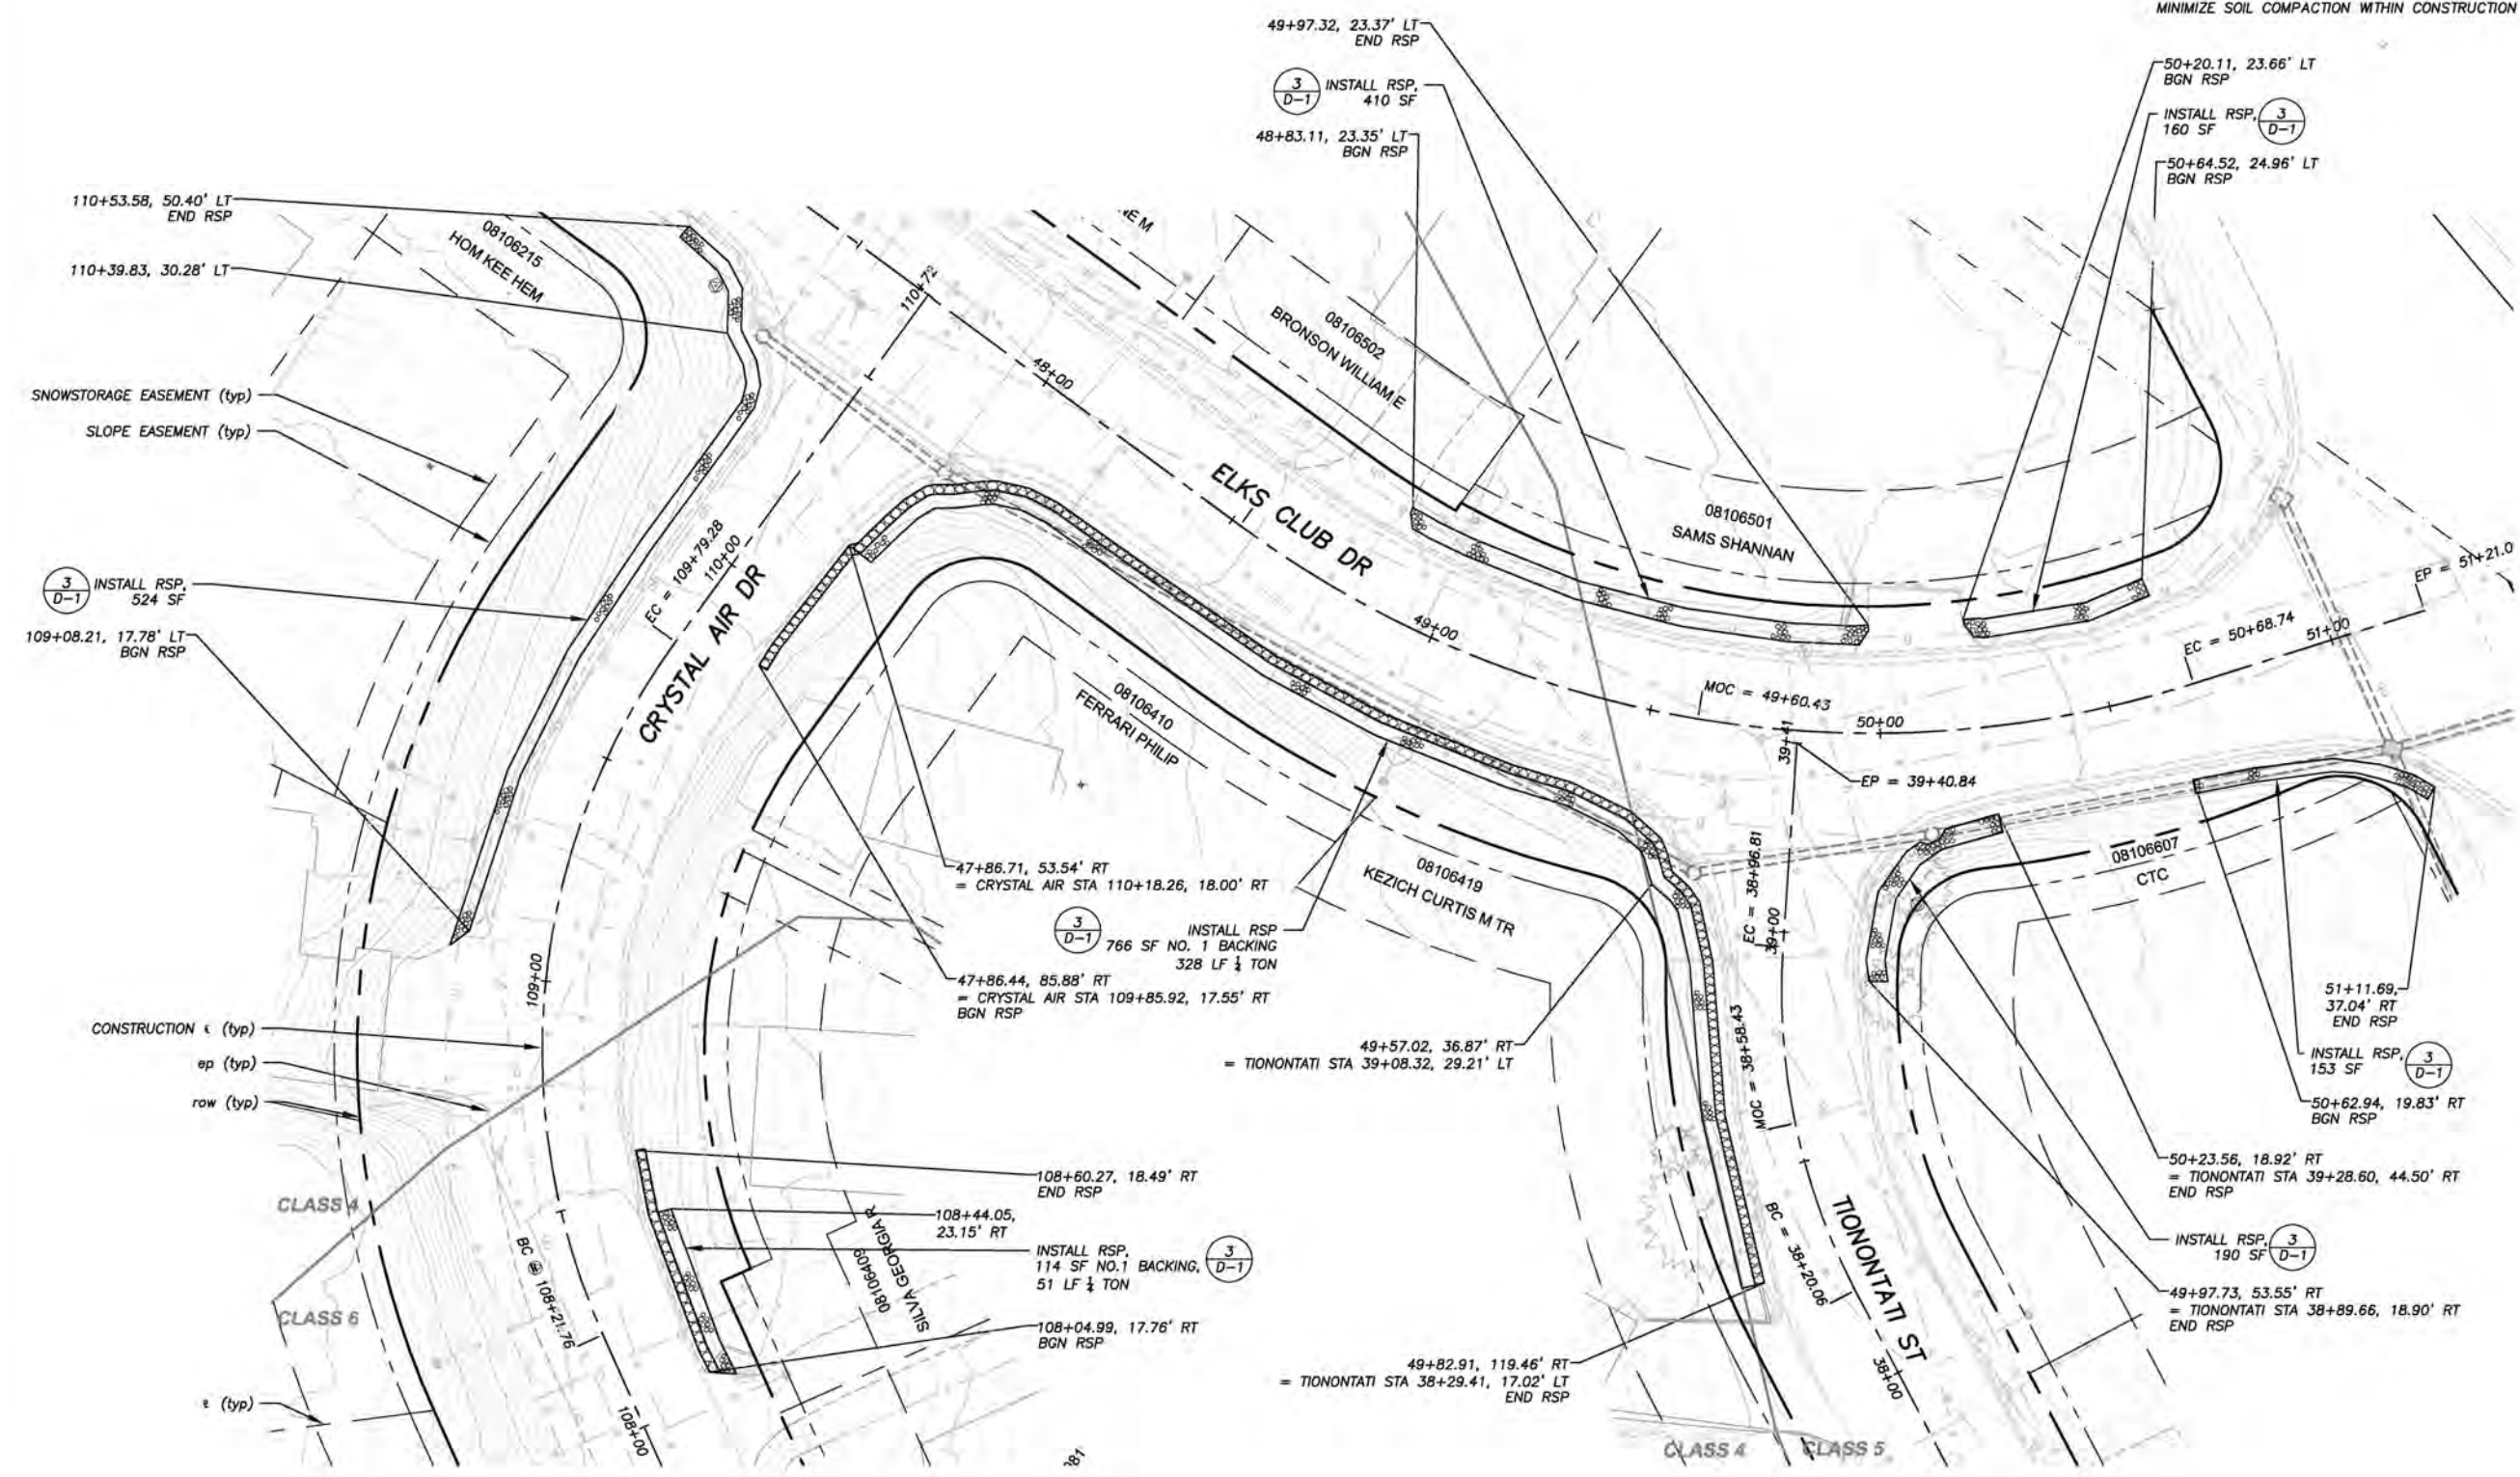 MINIMIZE SOIL COMPACTION WITHIN CONSTRUCTION
49+97.32, 23.37' LT
END RSP
3
D-1
INSTALL RSP,
410 SF
48+83.11, 23.35' LT
BGN RSP
50+20.11, 23.66' LT
BGN RSP
INSTALL RSP,
160 SF
3
D-1
50+64.52, 24.96' LT
BGN RSP
110+53.58, 50.40' LT
END RSP
110+39.83, 30.28' LT
SNOWSTORAGE EASEMENT (typ)
SLOPE EASEMENT (typ)
3
D-1
INSTALL RSP,
524 SF
109+08.21, 17.78' LT
BGN RSP
CONSTRUCTION ℄ (typ)
ep (typ)
row (typ)
CLASS 4
CLASS 6
(typ)
08106215
HOM KEE HEM
NE M
110+72
48+00
08106502
BRONSON WILLIAM E
ELKS CLUB DR
08106501
SAMS SHANNAN
49+00
EC = 109+79.28
110+00
CRYSTAL AIR DR
08106410
FERRARI PHILIP
MOC = 49+60.43
50+00
EC = 50+68.74
51+00
EP = 51+21.0
39+41
EP = 39+40.84
08106607
CTC
08106419
KEZICH CURTIS M TR
EC = 38+96.81
39+00
47+86.71, 53.54' RT
= CRYSTAL AIR STA 110+18.26, 18.00' RT
3
D-1
INSTALL RSP
766 SF NO. 1 BACKING
328 LF ¼ TON
47+86.44, 85.88' RT
= CRYSTAL AIR STA 109+85.92, 17.55' RT
BGN RSP
109+00
49+57.02, 36.87' RT
= TIONONTATI STA 39+08.32, 29.21' LT
MOC = 38+58.43
51+11.69,
37.04' RT
END RSP
INSTALL RSP,
153 SF
3
D-1
50+62.94, 19.83' RT
BGN RSP
50+23.56, 18.92' RT
= TIONONTATI STA 39+28.60, 44.50' RT
END RSP
INSTALL RSP,
190 SF
3
D-1
49+97.73, 53.55' RT
= TIONONTATI STA 38+89.66, 18.90' RT
END RSP
108+60.27, 18.49' RT
END RSP
108+44.05,
23.15' RT
INSTALL RSP,
114 SF NO.1 BACKING,
51 LF ¼ TON
3
D-1
108+04.99, 17.76' RT
BGN RSP
08106409
SILVA GEORGIA R
BC @ 108+21.76
108+00
BC = 38+20.06
TIONONTATI ST
38+00
49+82.91, 119.46' RT
= TIONONTATI STA 38+29.41, 17.02' LT
END RSP
CLASS 4
CLASS 5
081